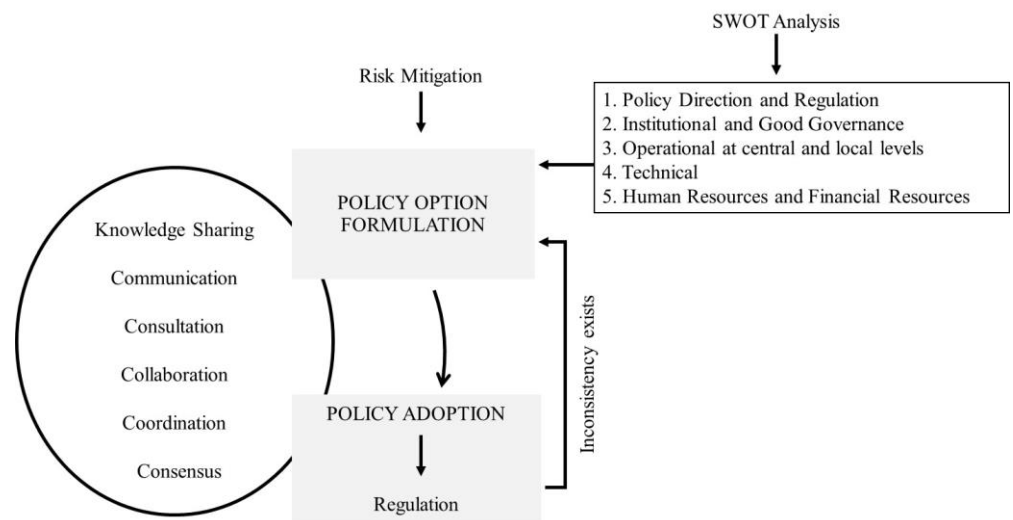 SWOT Analysis
Risk Mitigation
1. Policy Direction and Regulation
2. Institutional and Good Governance
3. Operational at central and local levels
4. Technical
5. Human Resources and Financial Resources
POLICY OPTION
FORMULATION
Knowledge Sharing
Communication
Consultation
Collaboration
Coordination
Consensus
Inconsistency exists
POLICY ADOPTION
Regulation